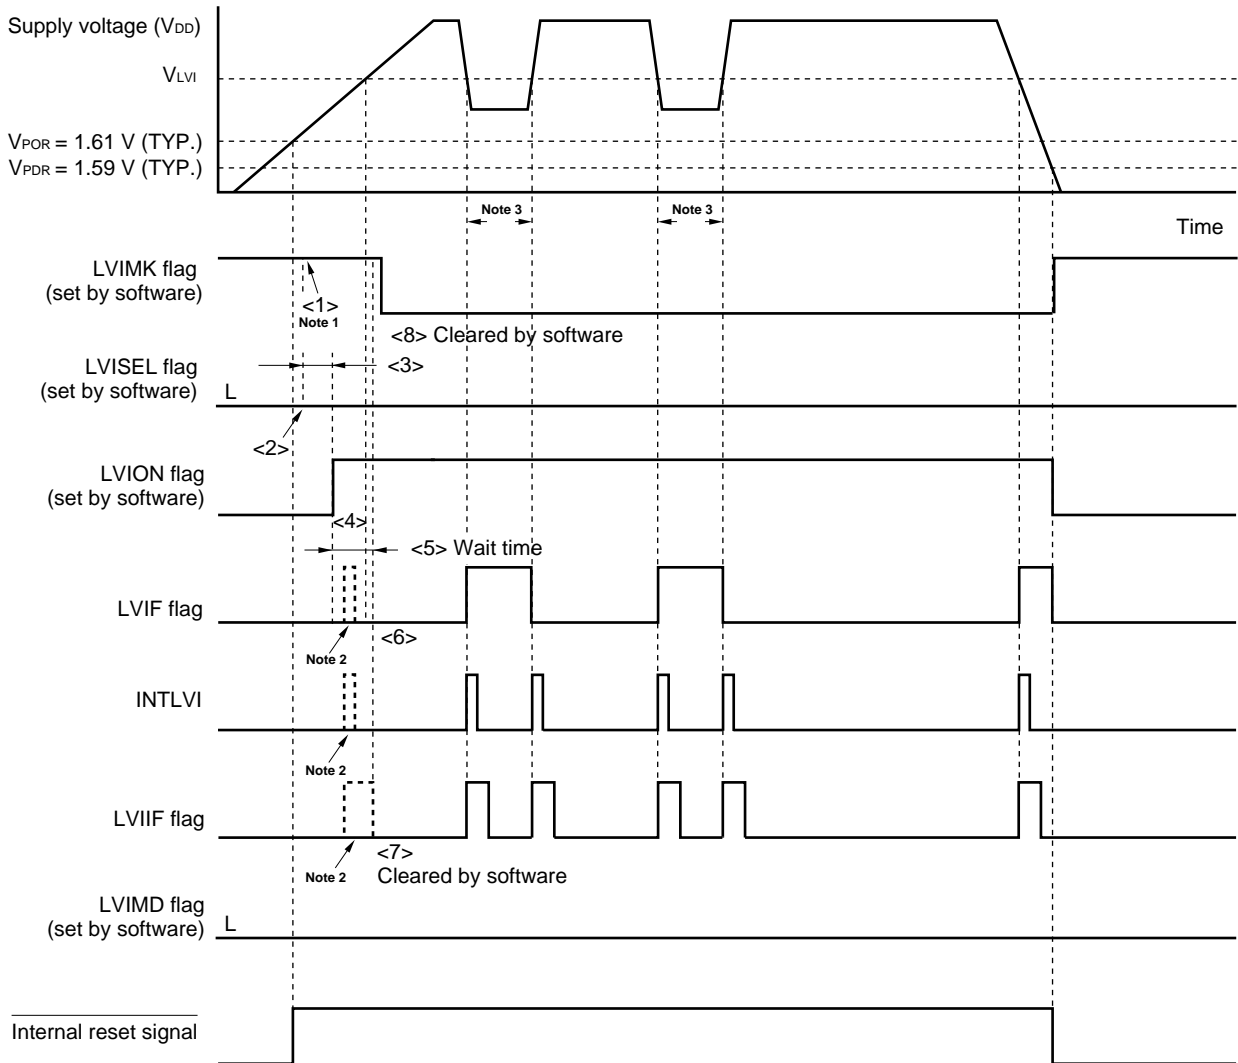 Supply voltage (VDD)
VLVI
VPOR = 1.61 V (TYP.)
VPDR = 1.59 V (TYP.)
Note 3
Note 3
Time
LVIMK flag
(set by software)
<1>
Note 1
<8> Cleared by software
LVISEL flag
(set by software)
L
<3>
<2>
LVION flag
(set by software)
<4>
<5> Wait time
LVIF flag
<6>
Note 2
INTLVI
Note 2
LVIIF flag
<7>
Note 2
Cleared by software
LVIMD flag
(set by software)
L
Internal reset signal